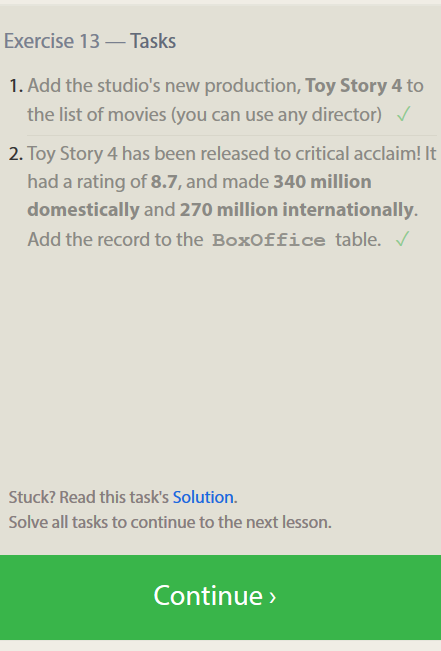 Exercise 13 — Tasks
1. Add the studio's new production, Toy Story 4 to
the list of movies (you can use any director) ✓
2. Toy Story 4 has been released to critical acclaim! It
had a rating of 8.7, and made 340 million
domestically and 270 million internationally.
Add the record to the BoxOffice table. ✓
Stuck? Read this task's Solution.
Solve all tasks to continue to the next lesson.
Continue ›